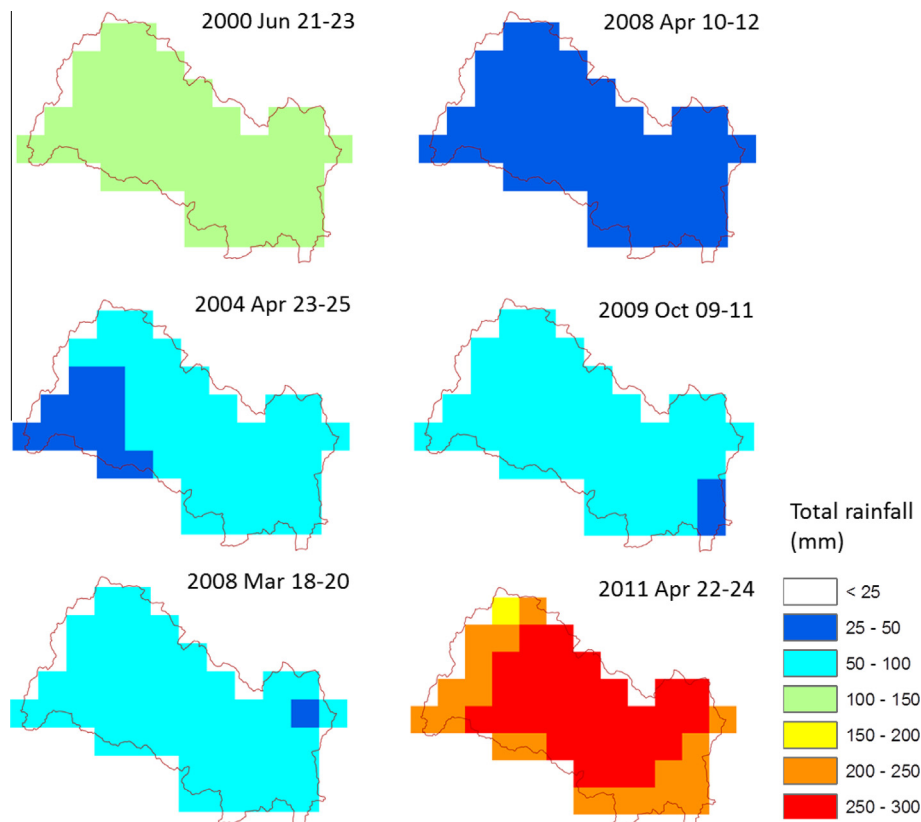 2000 Jun 21-23
2008 Apr 10-12
2004 Apr 23-25
2009 Oct 09-11
2008 Mar 18-20
2011 Apr 22-24
Total rainfall
(mm)
< 25
25 - 50
50 - 100
100 - 150
150 - 200
200 - 250
250 - 300